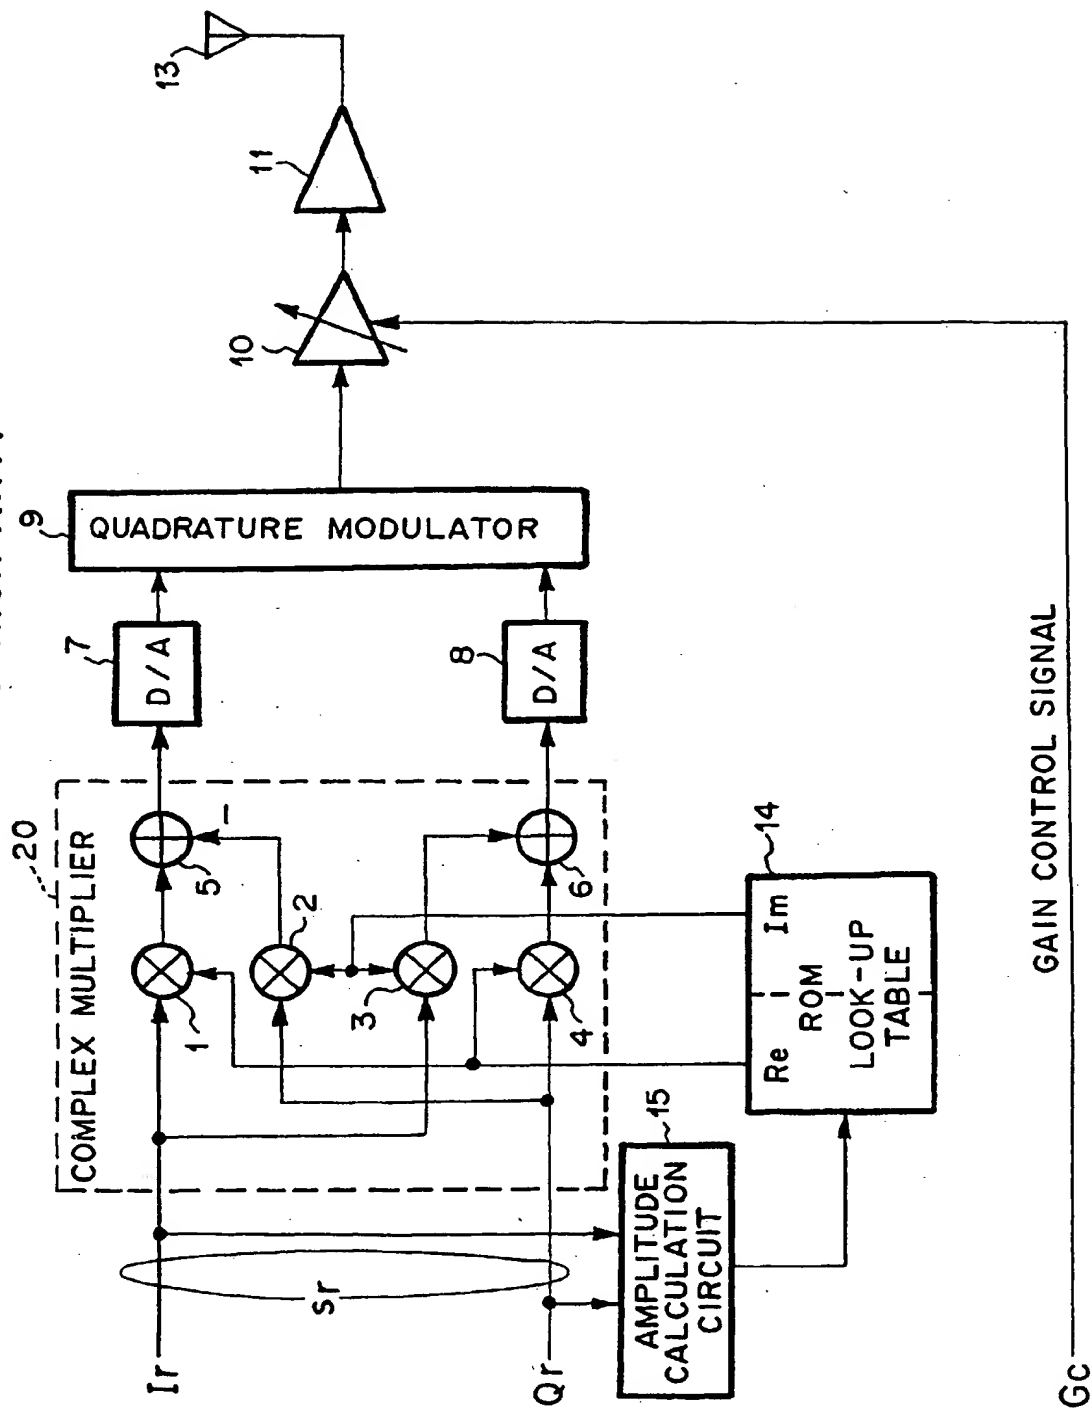 20
COMPLEX MULTIPLIER
Ir
Qr
sr
1
2
3
4
5
6
−
7
D/A
8
D/A
9
QUADRATURE MODULATOR
10
11
13
15
AMPLITUDE
CALCULATION
CIRCUIT
14
Re
Im
ROM
LOOK-UP
TABLE
Gc
GAIN CONTROL SIGNAL